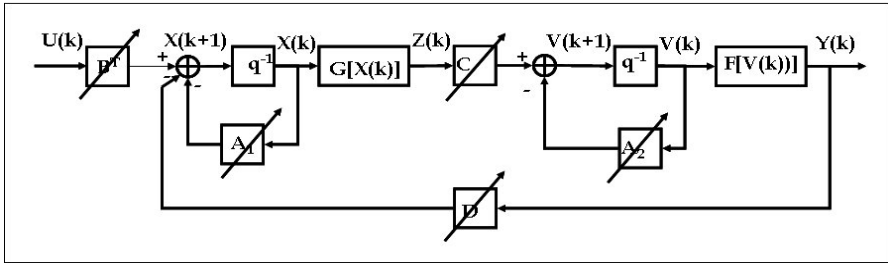 U(k)
B^T
+
-
X(k+1)
-
q⁻¹
X(k)
G[X(k)]
Z(k)
C
+
-
V(k+1)
q⁻¹
V(k)
F[V(k))]
Y(k)
A₁
A₂
D